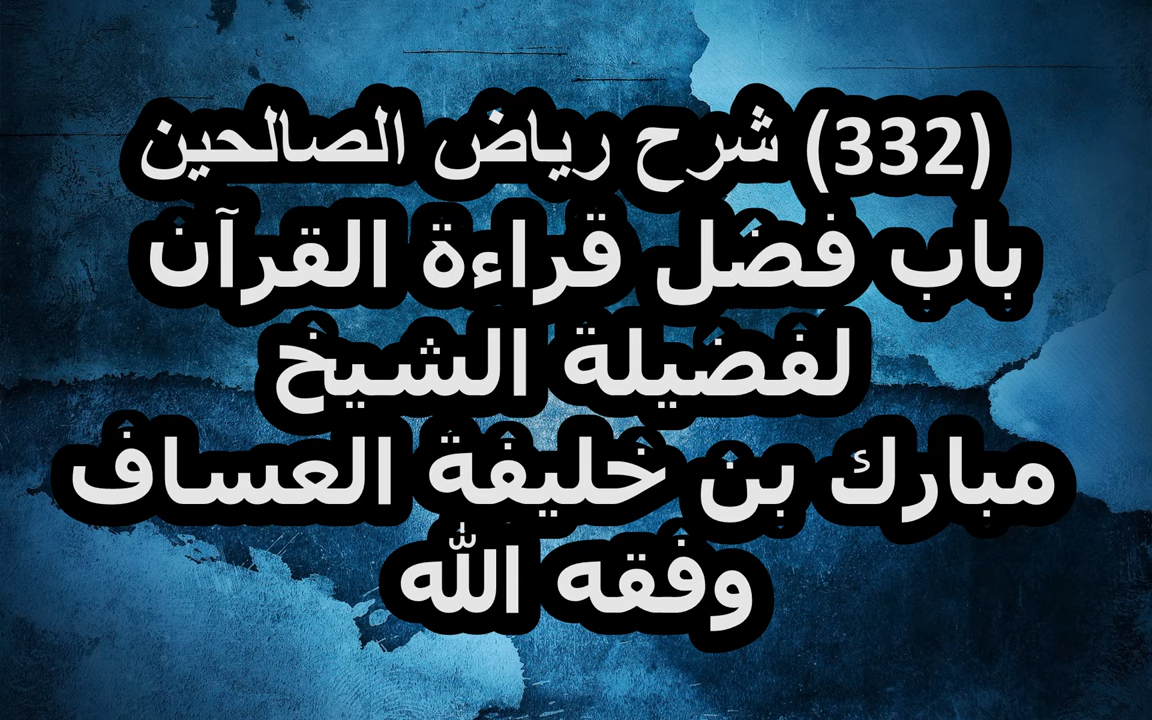 (332) شرح رياض الصالحين
باب فضل قراءة القرآن
لفضيلة الشيخ
مبارك بن خليفة العساف
وفقه الله